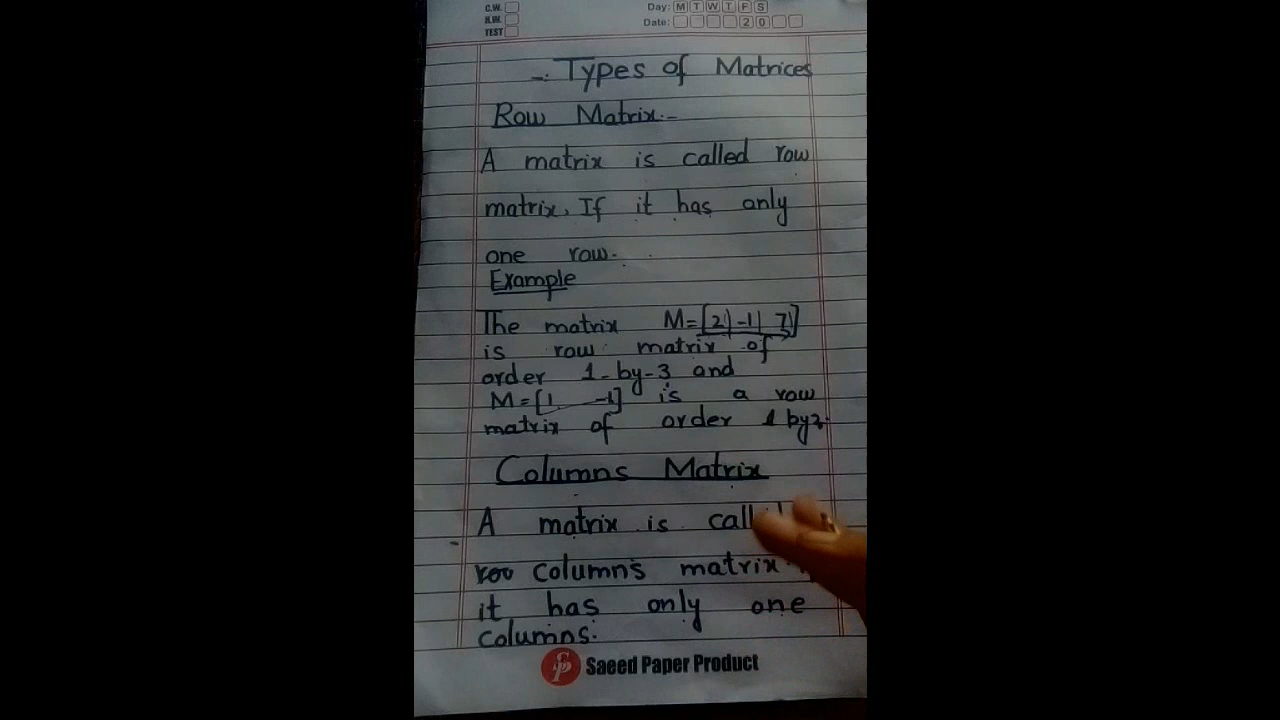 C.W.
H.W.
TEST
Day: M T W T F S
Date: 2 0
-: Types of Matrices
Row Matrix:-
A matrix is called row
matrix. If it has only
one row.
Example
The matrix M=[2 -1 7]
is row matrix of
order 1-by-3 and
M=[1 -1] is a row
matrix of order 1 by 2.
Columns Matrix
A matrix is call
columns matrix
it has only one
columns.
Saeed Paper Product